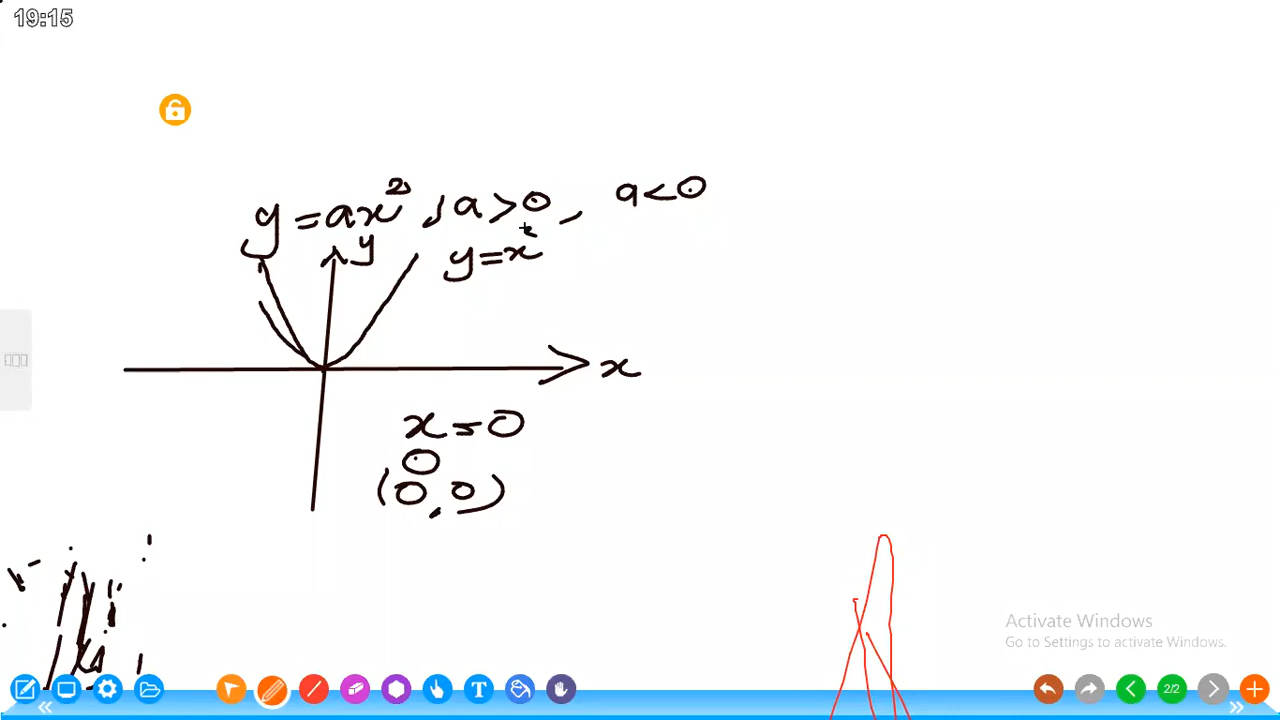 19:15
y = ax² , a > 0 , a < 0
y
y = x²
x
x = 0
0
(0, 0)
Activate Windows
Go to Settings to activate Windows.
T
2/2